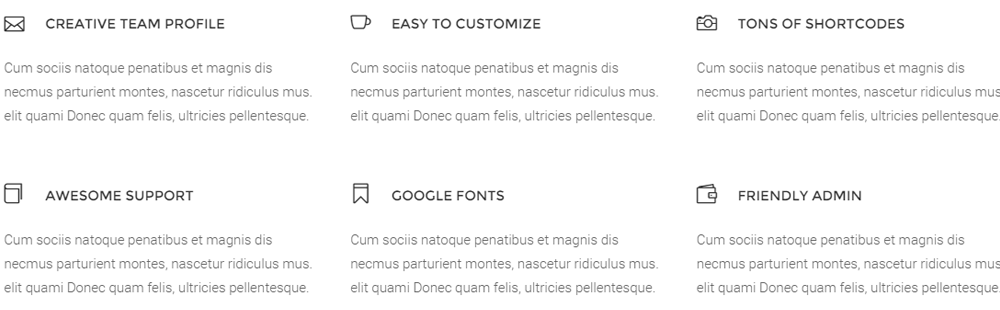 CREATIVE TEAM PROFILE
Cum sociis natoque penatibus et magnis dis
necmus parturient montes, nascetur ridiculus mus.
elit quami Donec quam felis, ultricies pellentesque.
EASY TO CUSTOMIZE
Cum sociis natoque penatibus et magnis dis
necmus parturient montes, nascetur ridiculus mus.
elit quami Donec quam felis, ultricies pellentesque.
TONS OF SHORTCODES
Cum sociis natoque penatibus et magnis dis
necmus parturient montes, nascetur ridiculus mus
elit quami Donec quam felis, ultricies pellentesque.
AWESOME SUPPORT
Cum sociis natoque penatibus et magnis dis
necmus parturient montes, nascetur ridiculus mus.
elit quami Donec quam felis, ultricies pellentesque.
GOOGLE FONTS
Cum sociis natoque penatibus et magnis dis
necmus parturient montes, nascetur ridiculus mus.
elit quami Donec quam felis, ultricies pellentesque.
FRIENDLY ADMIN
Cum sociis natoque penatibus et magnis dis
necmus parturient montes, nascetur ridiculus mus
elit quami Donec quam felis, ultricies pellentesque.